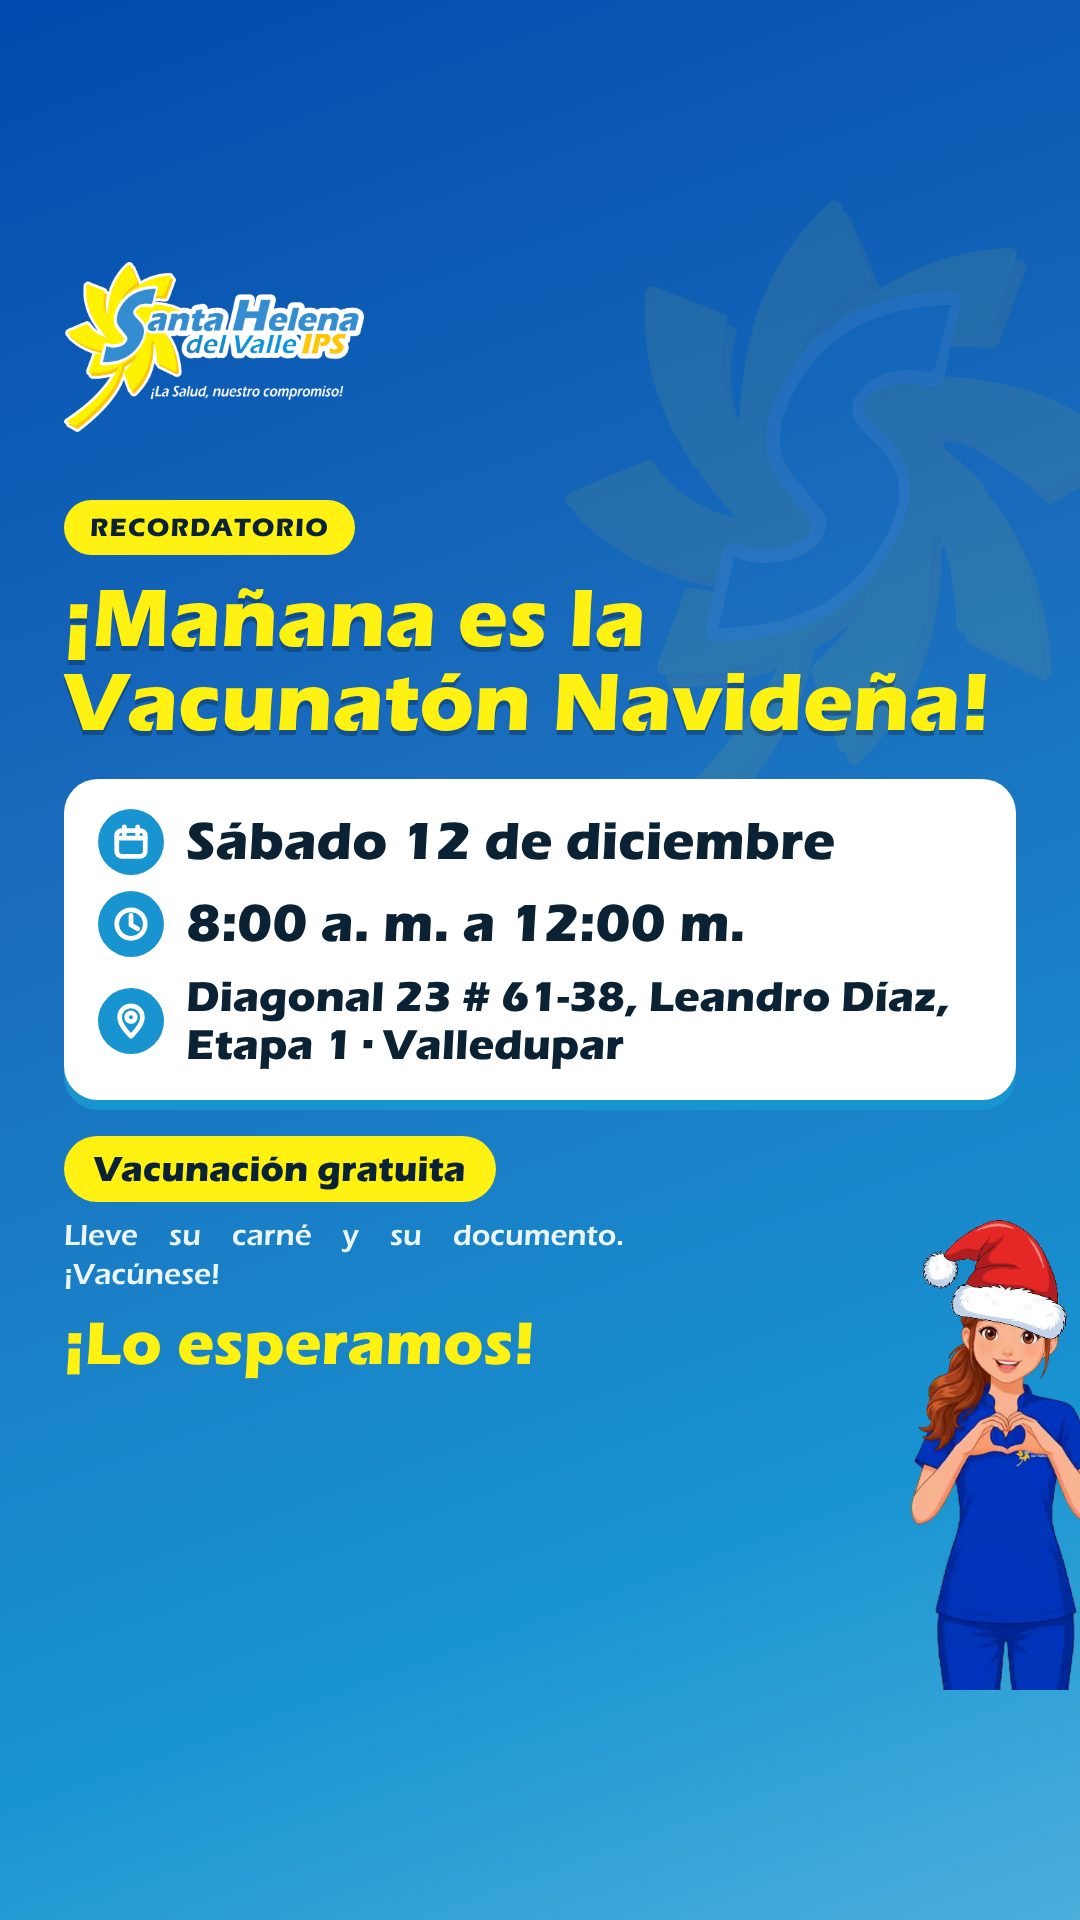 Santa Helena
del Valle IPS
¡La Salud, nuestro compromiso!
RECORDATORIO
¡Mañana es la
Vacunatón Navideña!
Sábado 12 de diciembre
8:00 a. m. a 12:00 m.
Diagonal 23 # 61-38, Leandro Díaz,
Etapa 1 · Valledupar
Vacunación gratuita
Lleve su carné y su documento.
¡Vacúnese!
¡Lo esperamos!